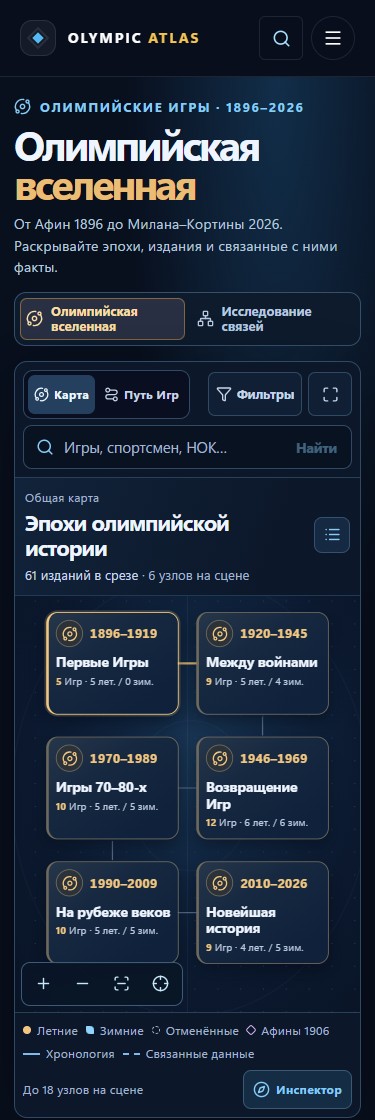 OLYMPIC ATLAS
ОЛИМПИЙСКИЕ ИГРЫ · 1896–2026
Олимпийская
вселенная
От Афин 1896 до Милана–Кортины 2026.
Раскрывайте эпохи, издания и связанные с ними
факты.
Олимпийская
вселенная
Исследование
связей
Карта
Путь Игр
Фильтры
Игры, спортсмен, НОК...
Найти
Общая карта
Эпохи олимпийской
истории
61 изданий в срезе · 6 узлов на сцене
1896–1919
Первые Игры
5 Игр · 5 лет. / 0 зим.
1920–1945
Между войнами
9 Игр · 5 лет. / 4 зим.
1970–1989
Игры 70–80-х
10 Игр · 5 лет. / 5 зим.
1946–1969
Возвращение
Игр
12 Игр · 6 лет. / 6 зим.
1990–2009
На рубеже веков
10 Игр · 5 лет. / 5 зим.
2010–2026
Новейшая
история
9 Игр · 4 лет. / 5 зим.
Летние
Зимние
Отменённые
Афины 1906
Хронология
Связанные данные
До 18 узлов на сцене
Инспектор